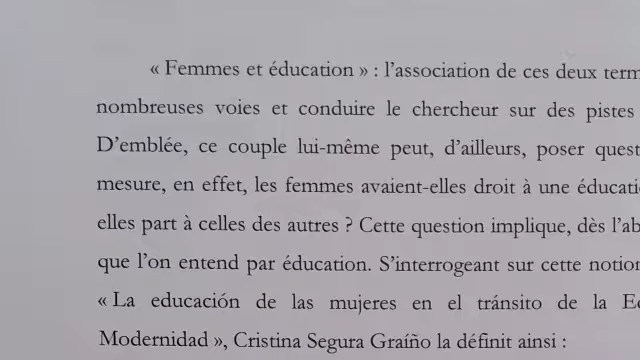 « Femmes et éducation » : l'association de ces deux term
nombreuses voies et conduire le chercheur sur des pistes
D'emblée, ce couple lui-même peut, d'ailleurs, poser quest
mesure, en effet, les femmes avaient-elles droit à une éducati
elles part à celles des autres ? Cette question implique, dès l'ab
que l'on entend par éducation. S'interrogeant sur cette notion
« La educación de las mujeres en el tránsito de la E
Modernidad », Cristina Segura Graíño la définit ainsi :